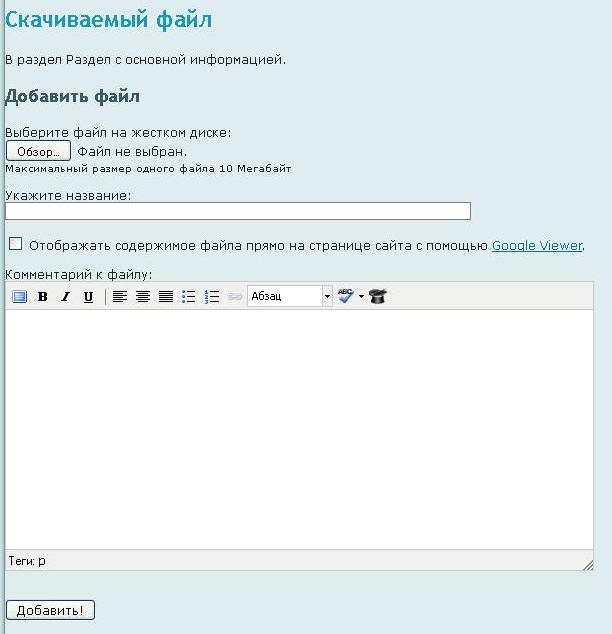 Скачиваемый файл
В раздел Раздел с основной информацией.
Добавить файл
Выберите файл на жестком диске:
Обзор... Файл не выбран.
Максимальный размер одного файла 10 Мегабайт
Укажите название:
Отображать содержимое файла прямо на странице сайта с помощью Google Viewer.
Комментарий к файлу:
B I U Абзац ABC
Теги: p
Добавить!